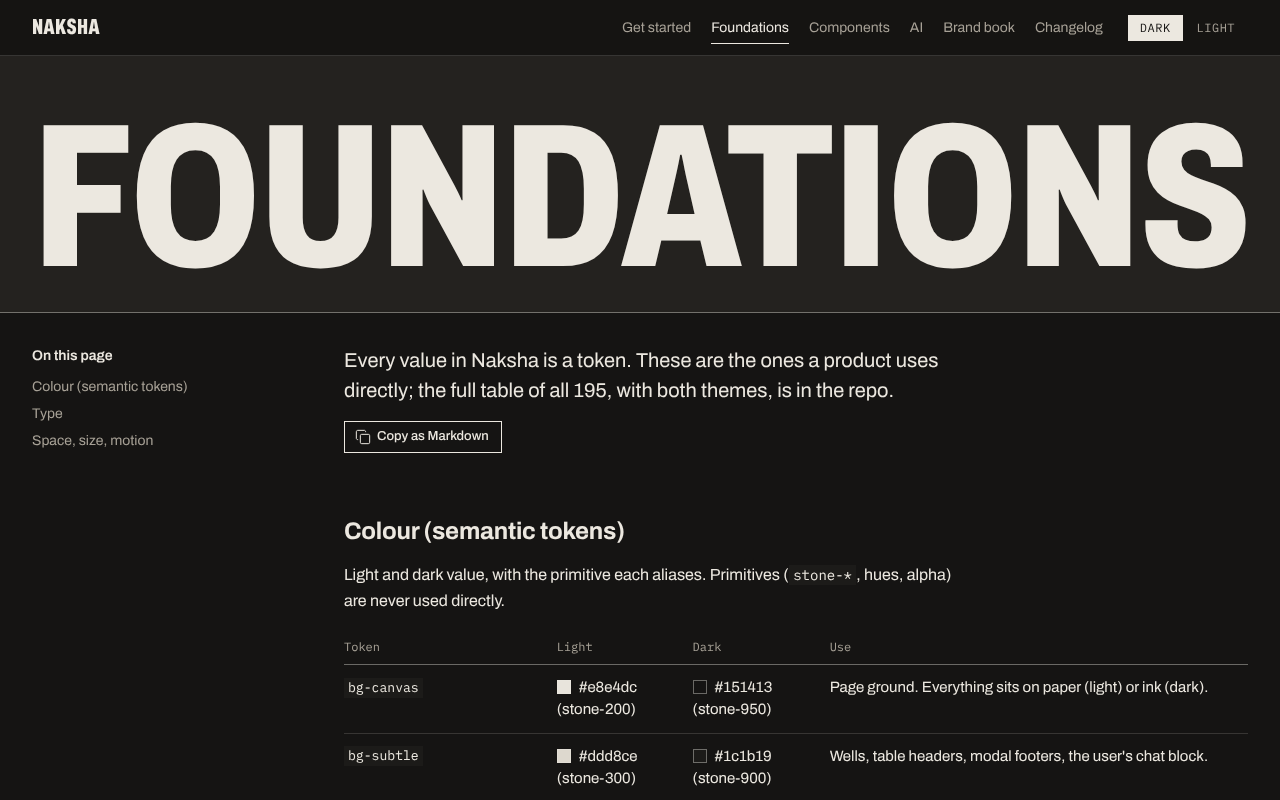 NAKSHA
Get started Foundations Components AI Brand book Changelog DARK LIGHT
FOUNDATIONS
On this page
Colour (semantic tokens)
Type
Space, size, motion
Every value in Naksha is a token. These are the ones a product uses
directly; the full table of all 195, with both themes, is in the repo.
Copy as Markdown
Colour (semantic tokens)
Light and dark value, with the primitive each aliases. Primitives ( stone-* , hues, alpha)
are never used directly.
Token Light Dark Use
bg-canvas #e8e4dc #151413 Page ground. Everything sits on paper (light) or ink (dark).
(stone-200) (stone-950)
bg-subtle #ddd8ce #1c1b19 Wells, table headers, modal footers, the user's chat block.
(stone-300) (stone-900)